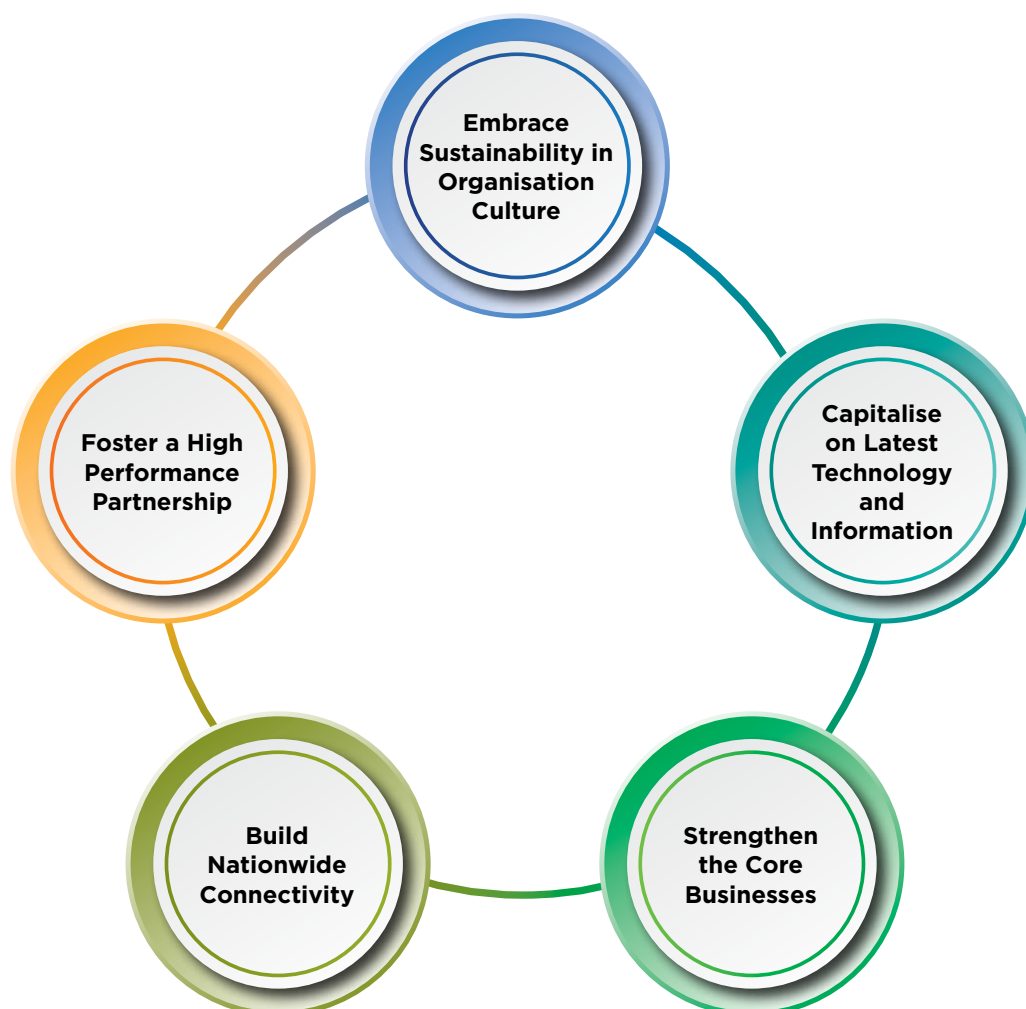 Embrace
Sustainability in
Organisation
Culture
Capitalise
on Latest
Technology
and
Information
Strengthen
the Core
Businesses
Build
Nationwide
Connectivity
Foster a High
Performance
Partnership